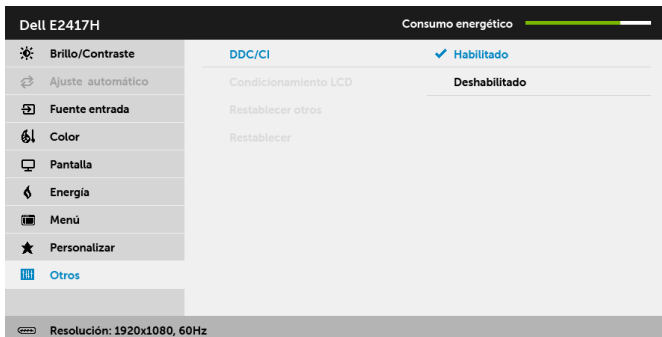 Dell E2417H
Consumo energético
Brillo/Contraste
DDC/CI
Habilitado
Ajuste automático
Condicionamiento LCD
Deshabilitado
Fuente entrada
Restablecer otros
Color
Restablecer
Pantalla
Energía
Menú
Personalizar
Otros
Resolución: 1920x1080, 60Hz